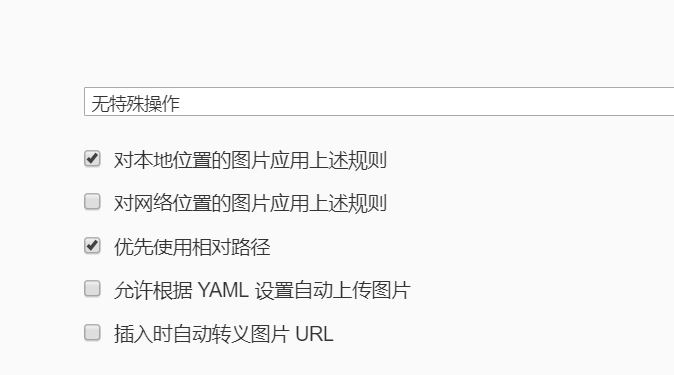 无特殊操作
对本地位置的图片应用上述规则
对网络位置的图片应用上述规则
优先使用相对路径
允许根据 YAML 设置自动上传图片
插入时自动转义图片 URL